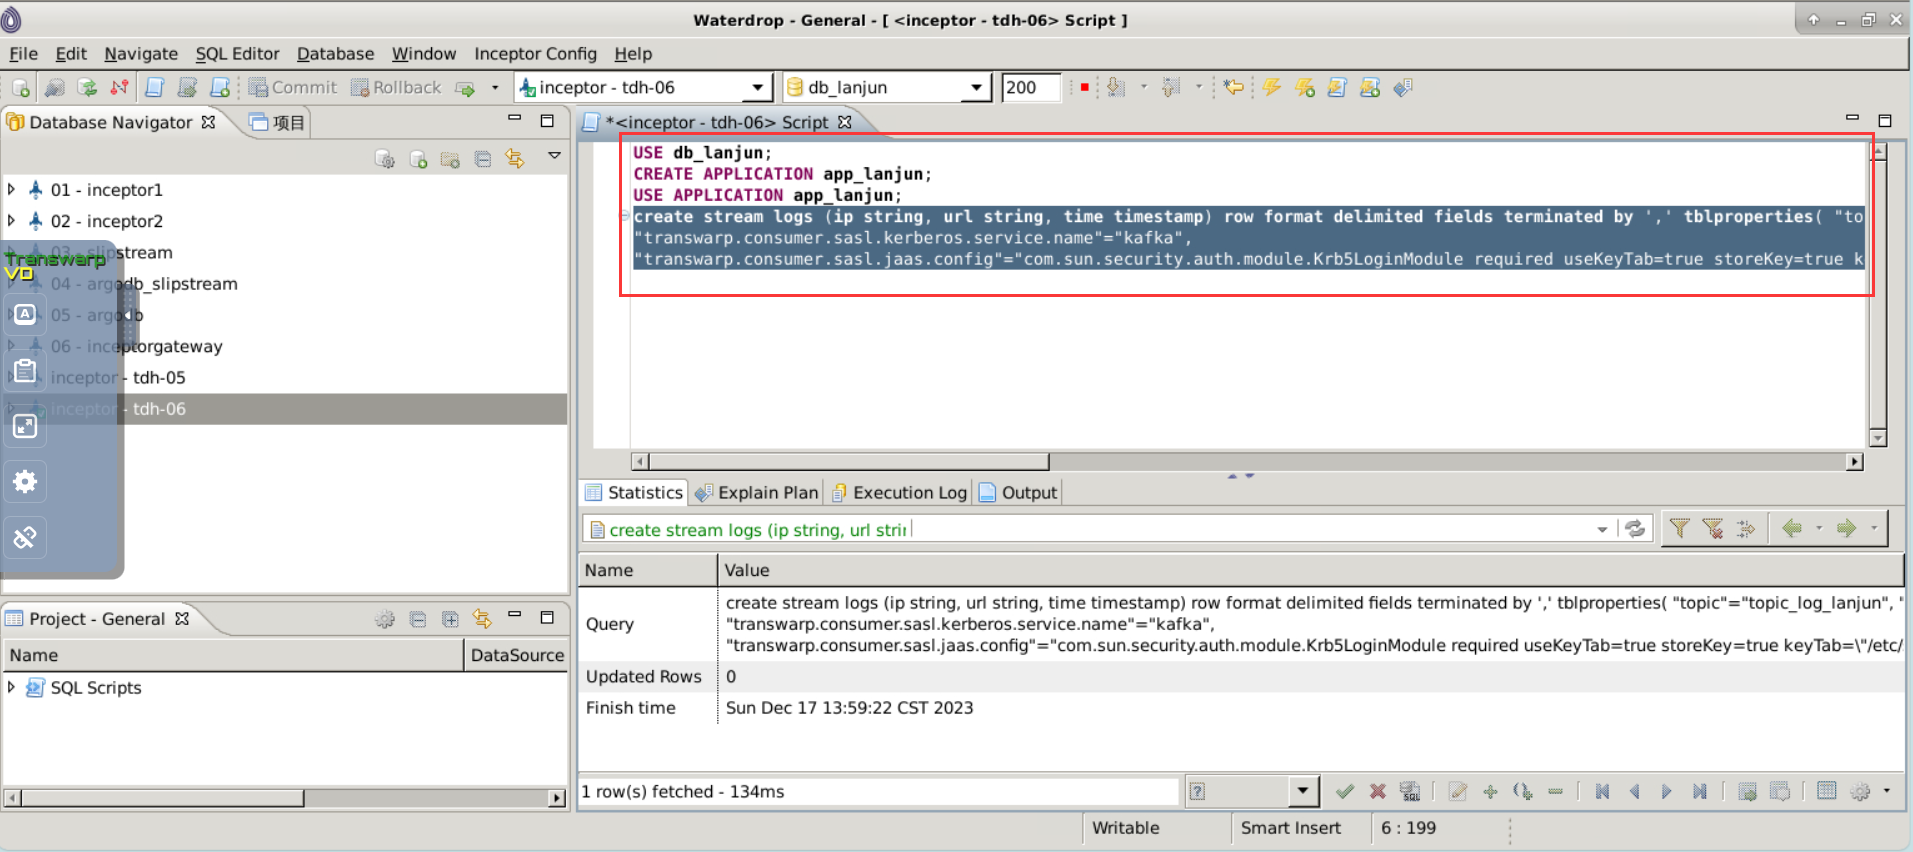 Waterdrop - General - [ <inceptor - tdh-06> Script ]
File Edit Navigate SQL Editor Database Window Inceptor Config Help
Commit Rollback inceptor - tdh-06 db_lanjun 200
Database Navigator 项目
01 - inceptor1
02 - inceptor2
03 - slipstream
04 - argodb_slipstream
05 - argodb
06 - inceptorgateway
inceptor - tdh-05
inceptor - tdh-06
Transwarp
VD
Project - General
Name DataSource
SQL Scripts
*<inceptor - tdh-06> Script
USE db_lanjun;
CREATE APPLICATION app_lanjun;
USE APPLICATION app_lanjun;
create stream logs (ip string, url string, time timestamp) row format delimited fields terminated by ',' tblproperties( "to
"transwarp.consumer.sasl.kerberos.service.name"="kafka",
"transwarp.consumer.sasl.jaas.config"="com.sun.security.auth.module.Krb5LoginModule required useKeyTab=true storeKey=true k
Statistics Explain Plan Execution Log Output
create stream logs (ip string, url strin
Name Value
Query
create stream logs (ip string, url string, time timestamp) row format delimited fields terminated by ',' tblproperties( "topic"="topic_log_lanjun", "
"transwarp.consumer.sasl.kerberos.service.name"="kafka",
"transwarp.consumer.sasl.jaas.config"="com.sun.security.auth.module.Krb5LoginModule required useKeyTab=true storeKey=true keyTab=\"/etc/
Updated Rows 0
Finish time Sun Dec 17 13:59:22 CST 2023
1 row(s) fetched - 134ms
Writable Smart Insert 6 : 199